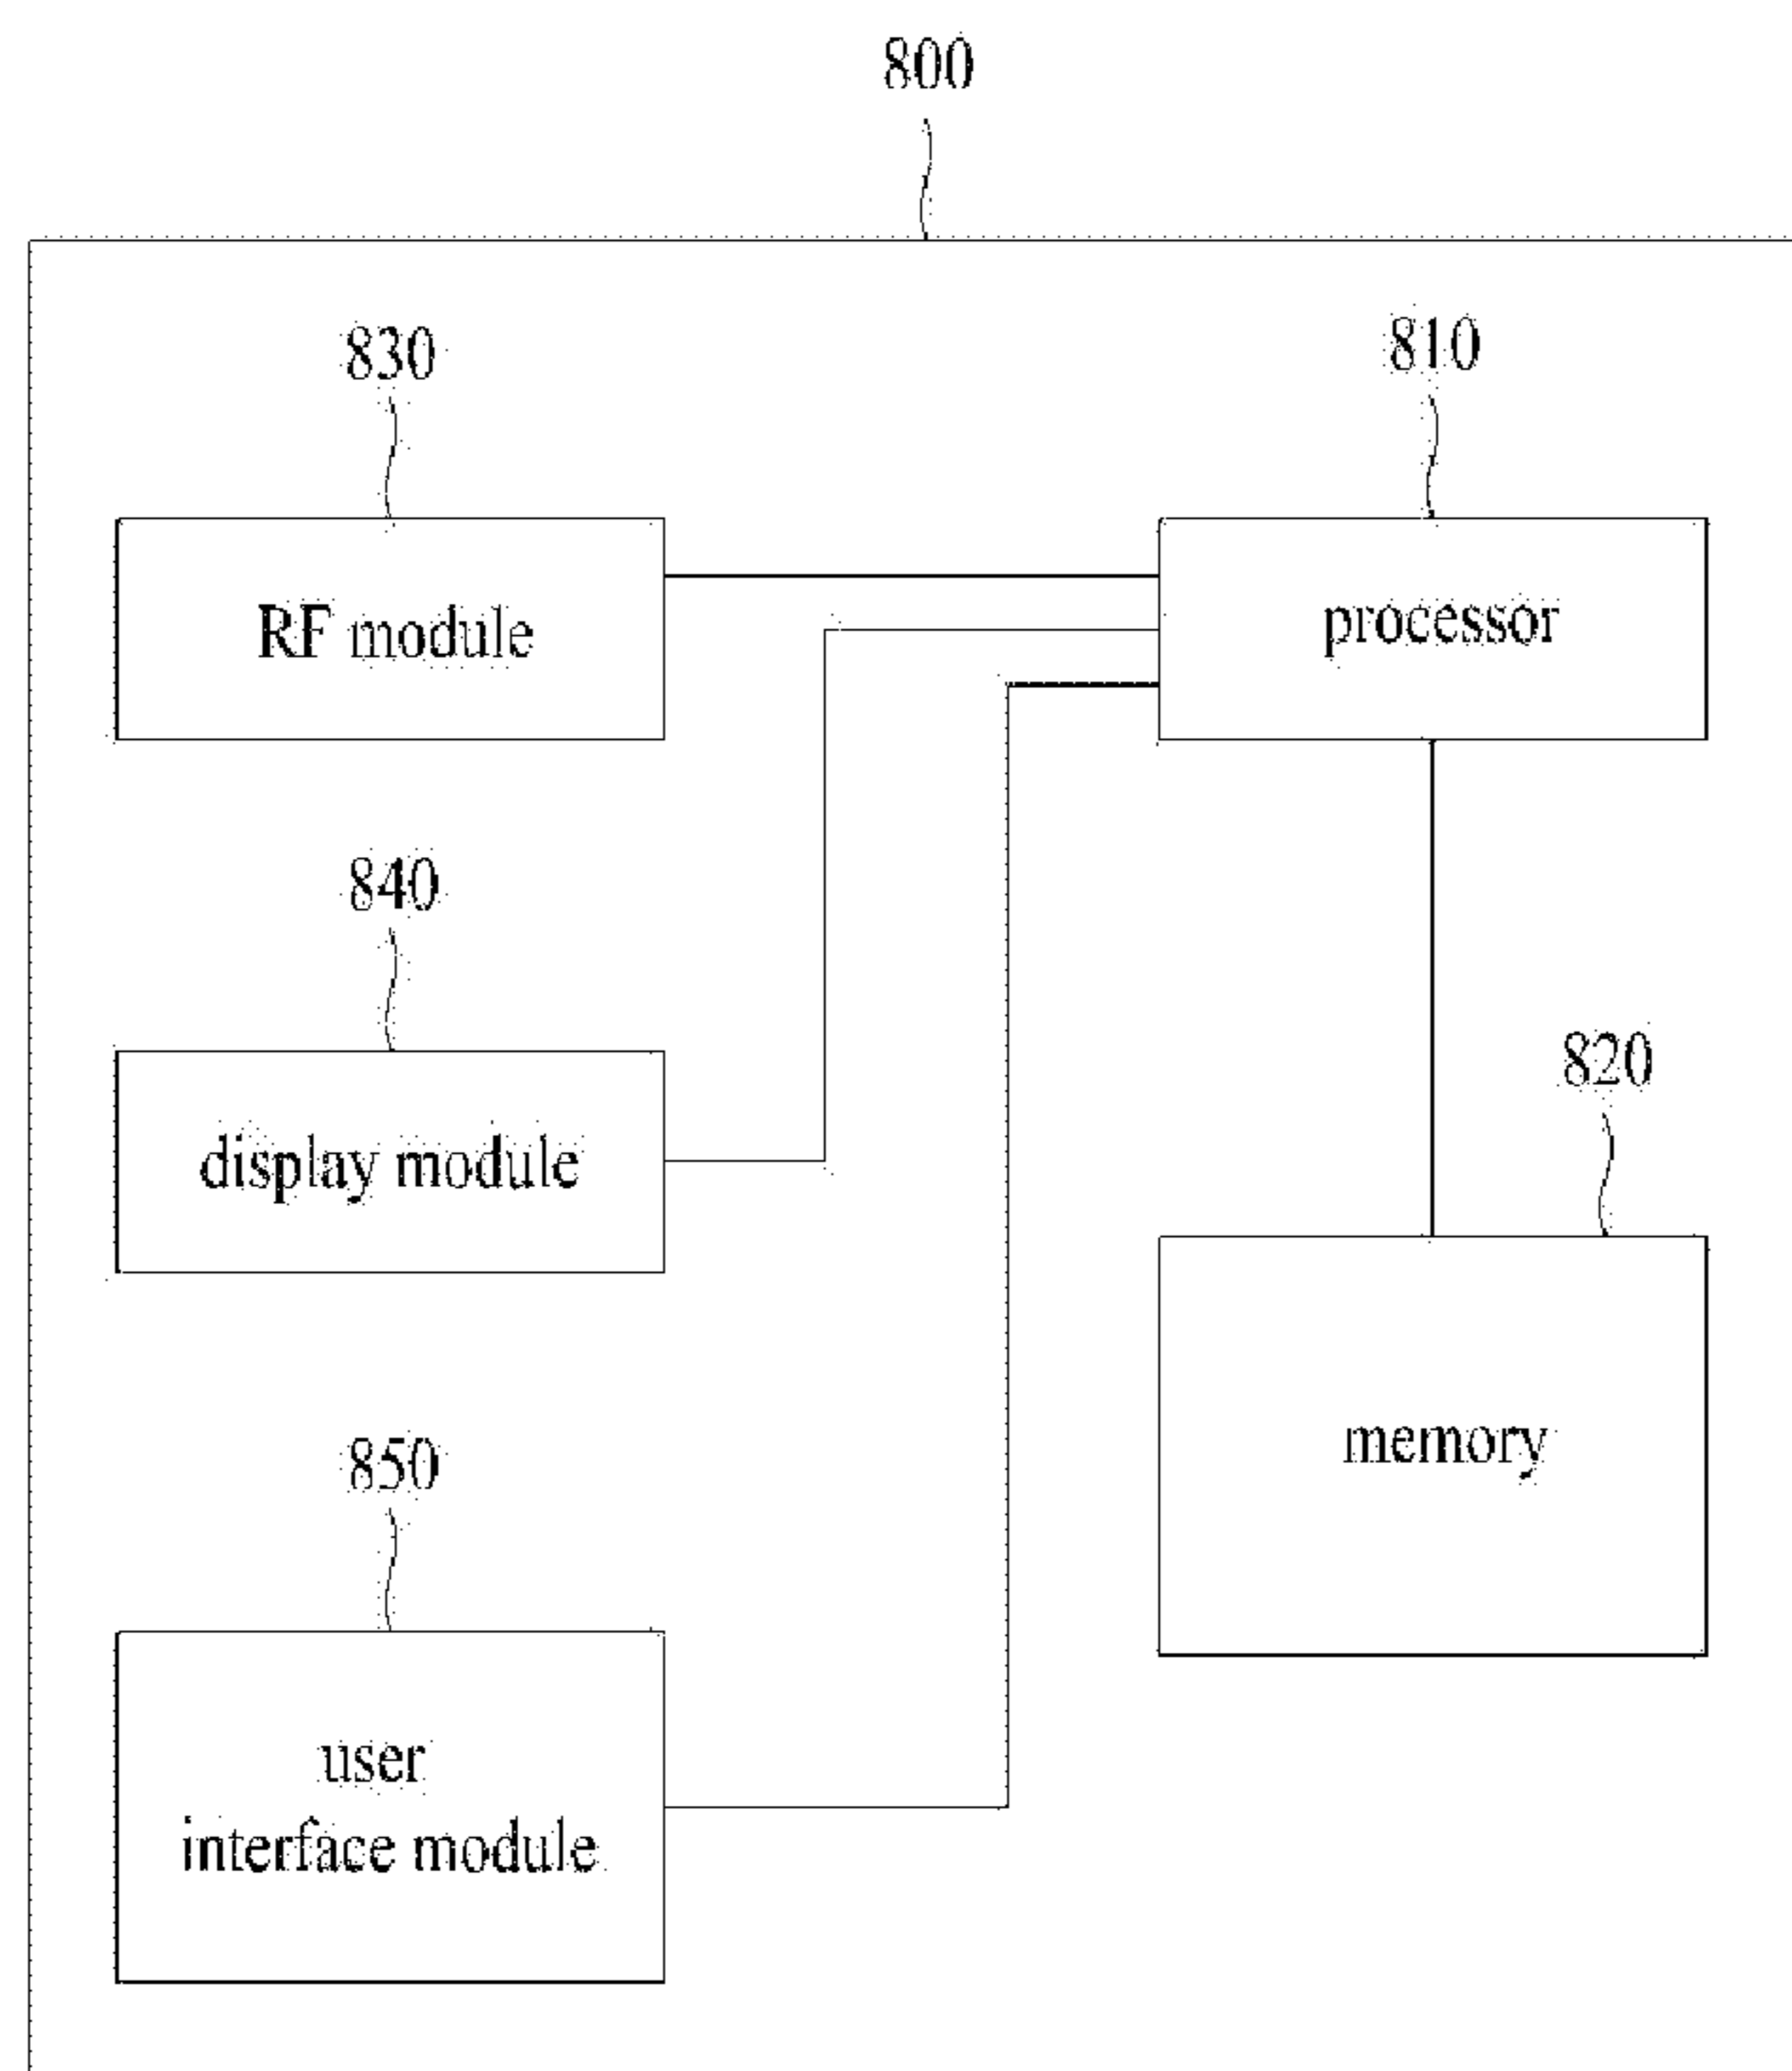 800
830
810
RF module
processor
840
820
display module
memory
850
user
interface module